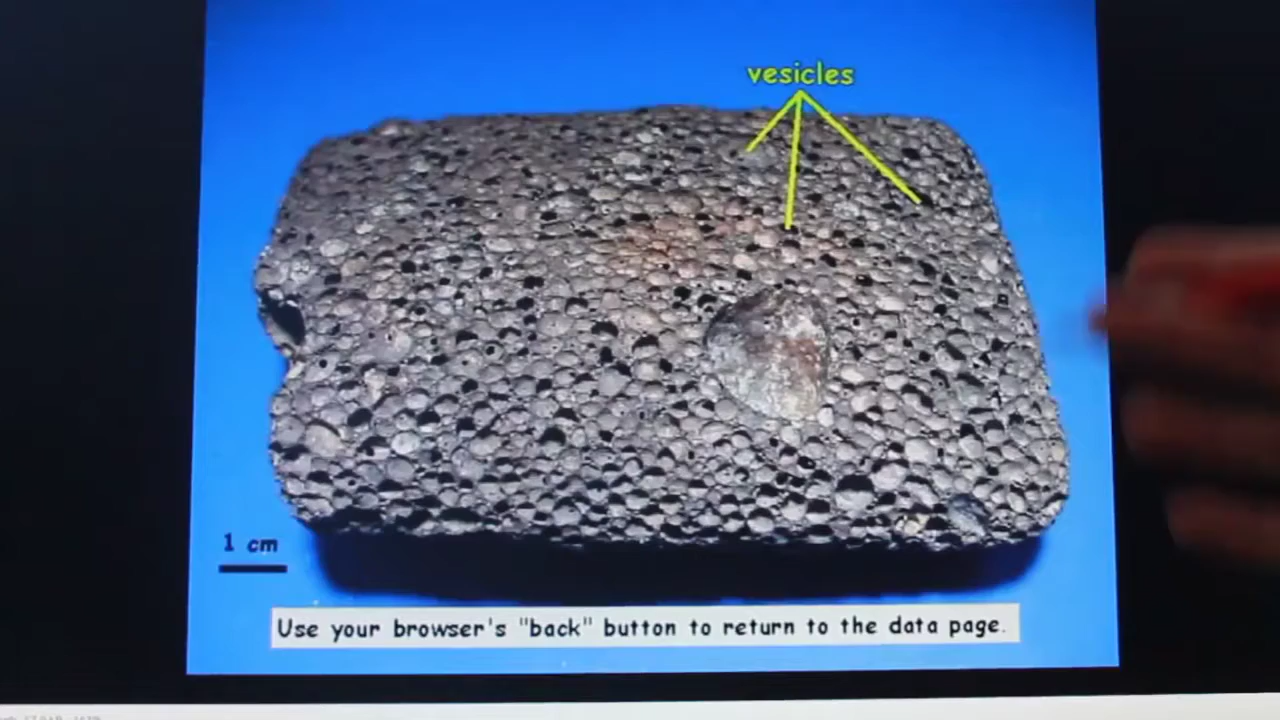 vesicles
1 cm
Use your browser's "back" button to return to the data page.